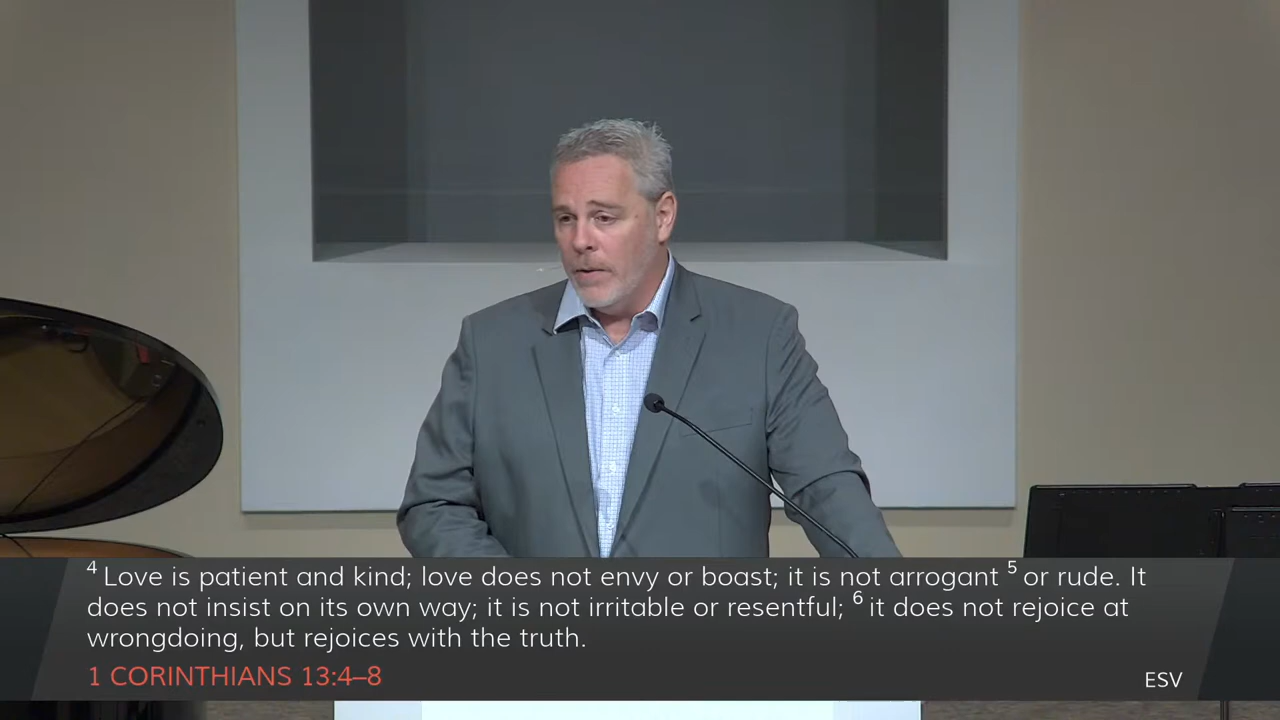 4 Love is patient and kind; love does not envy or boast; it is not arrogant 5 or rude. It
does not insist on its own way; it is not irritable or resentful; 6 it does not rejoice at
wrongdoing, but rejoices with the truth.
1 CORINTHIANS 13:4–8
ESV